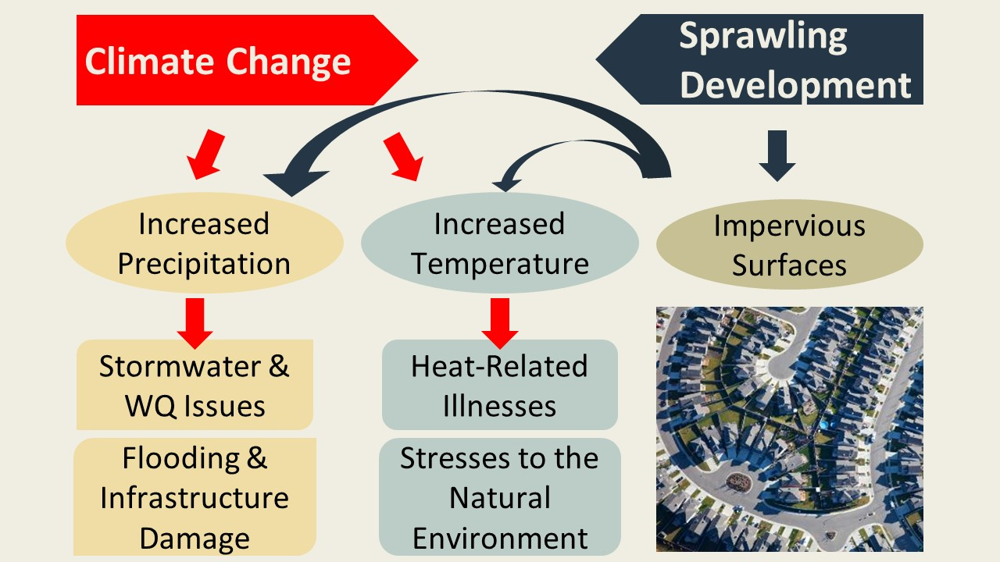 Climate Change
Sprawling
Development
Increased
Precipitation
Increased
Temperature
Impervious
Surfaces
Stormwater &
WQ Issues
Heat-Related
Illnesses
Flooding &
Infrastructure
Damage
Stresses to the
Natural
Environment